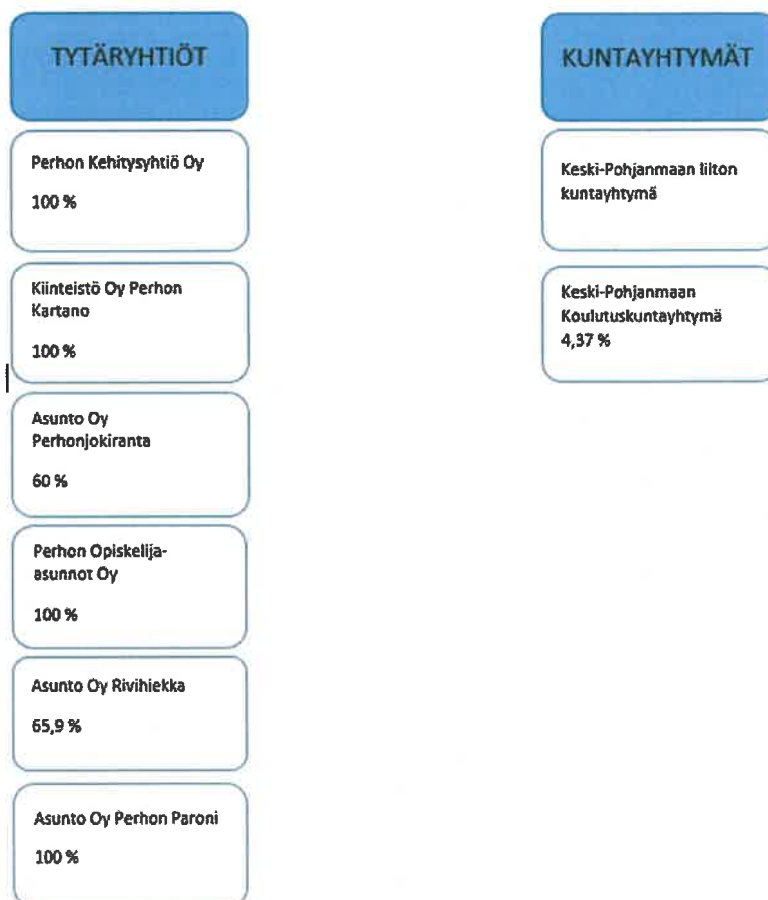 TYTÄRYHTIÖT
Perhon Kehitysyhtiö Oy
100 %
Kiinteistö Oy Perhon
Kartano
100 %
Asunto Oy
Perhonjokiranta
60 %
Perhon Opiskelija-
asunnot Oy
100 %
Asunto Oy Rivihiekka
65,9 %
Asunto Oy Perhon Paroni
100 %
KUNTAYHTYMÄT
Keski-Pohjanmaan liiton
kuntayhtymä
Keski-Pohjanmaan
Koulutuskuntayhtymä
4,37 %